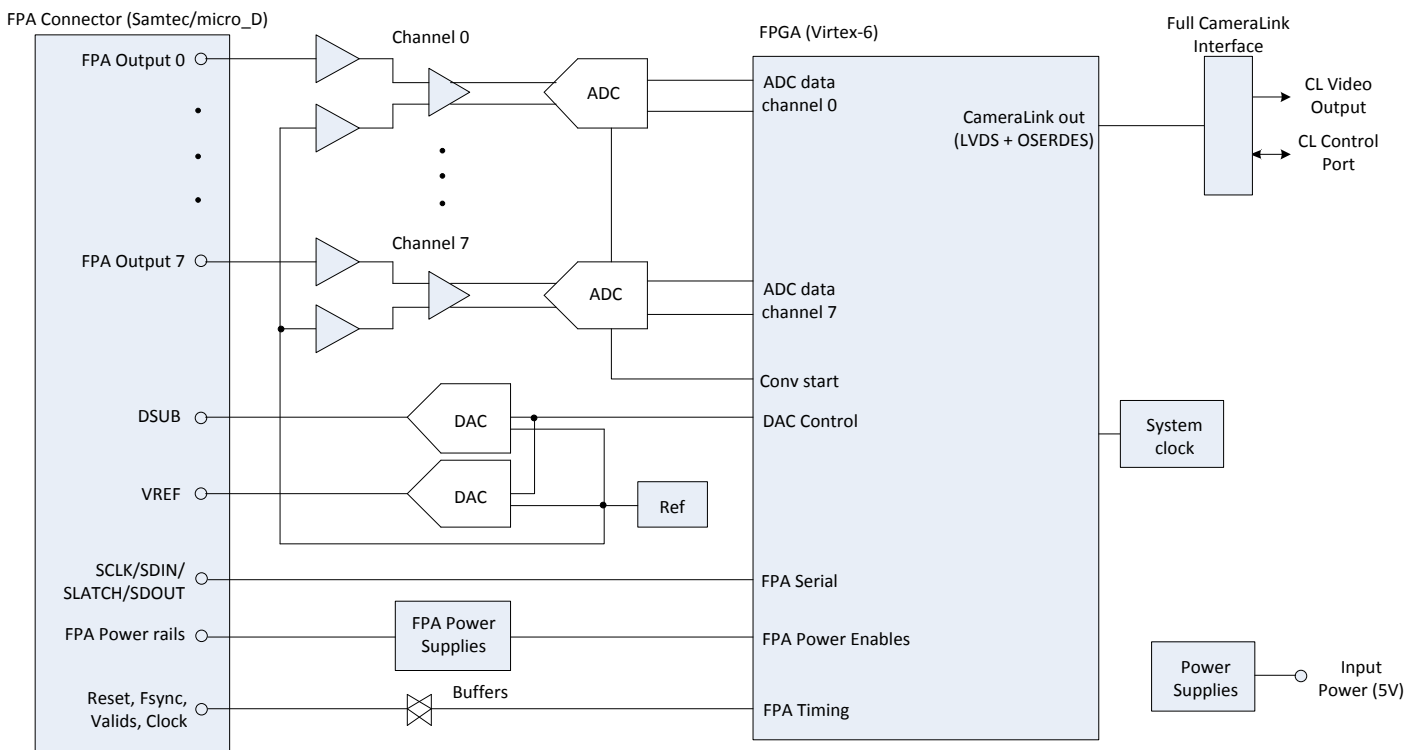 FPA Connector (Samtec/micro_D)
FPA Output 0
FPA Output 7
DSUB
VREF
SCLK/SDIN/
SLATCH/SDOUT
FPA Power rails
Reset, Fsync,
Valids, Clock
Channel 0
ADC
Channel 7
ADC
DAC
DAC
Ref
FPA Power
Supplies
Buffers
FPGA (Virtex-6)
ADC data
channel 0
CameraLink out
(LVDS + OSERDES)
ADC data
channel 7
Conv start
DAC Control
FPA Serial
FPA Power Enables
FPA Timing
Full CameraLink
Interface
CL Video
Output
CL Control
Port
System
clock
Power
Supplies
Input
Power (5V)